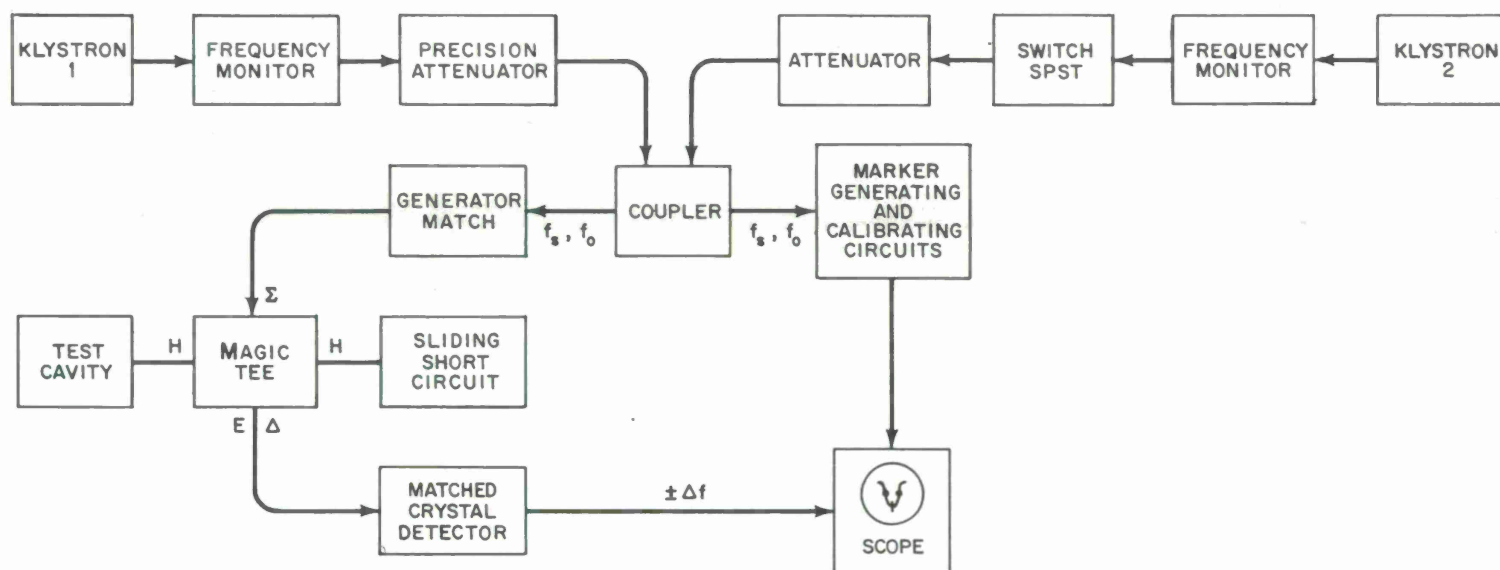 KLYSTRON
1
FREQUENCY
MONITOR
PRECISION
ATTENUATOR
ATTENUATOR
SWITCH
SPST
FREQUENCY
MONITOR
KLYSTRON
2
GENERATOR
MATCH
fs , fo
COUPLER
fs , fo
MARKER
GENERATING
AND
CALIBRATING
CIRCUITS
Σ
TEST
CAVITY
H
MAGIC
TEE
H
SLIDING
SHORT
CIRCUIT
E Δ
MATCHED
CRYSTAL
DETECTOR
± Δf
SCOPE